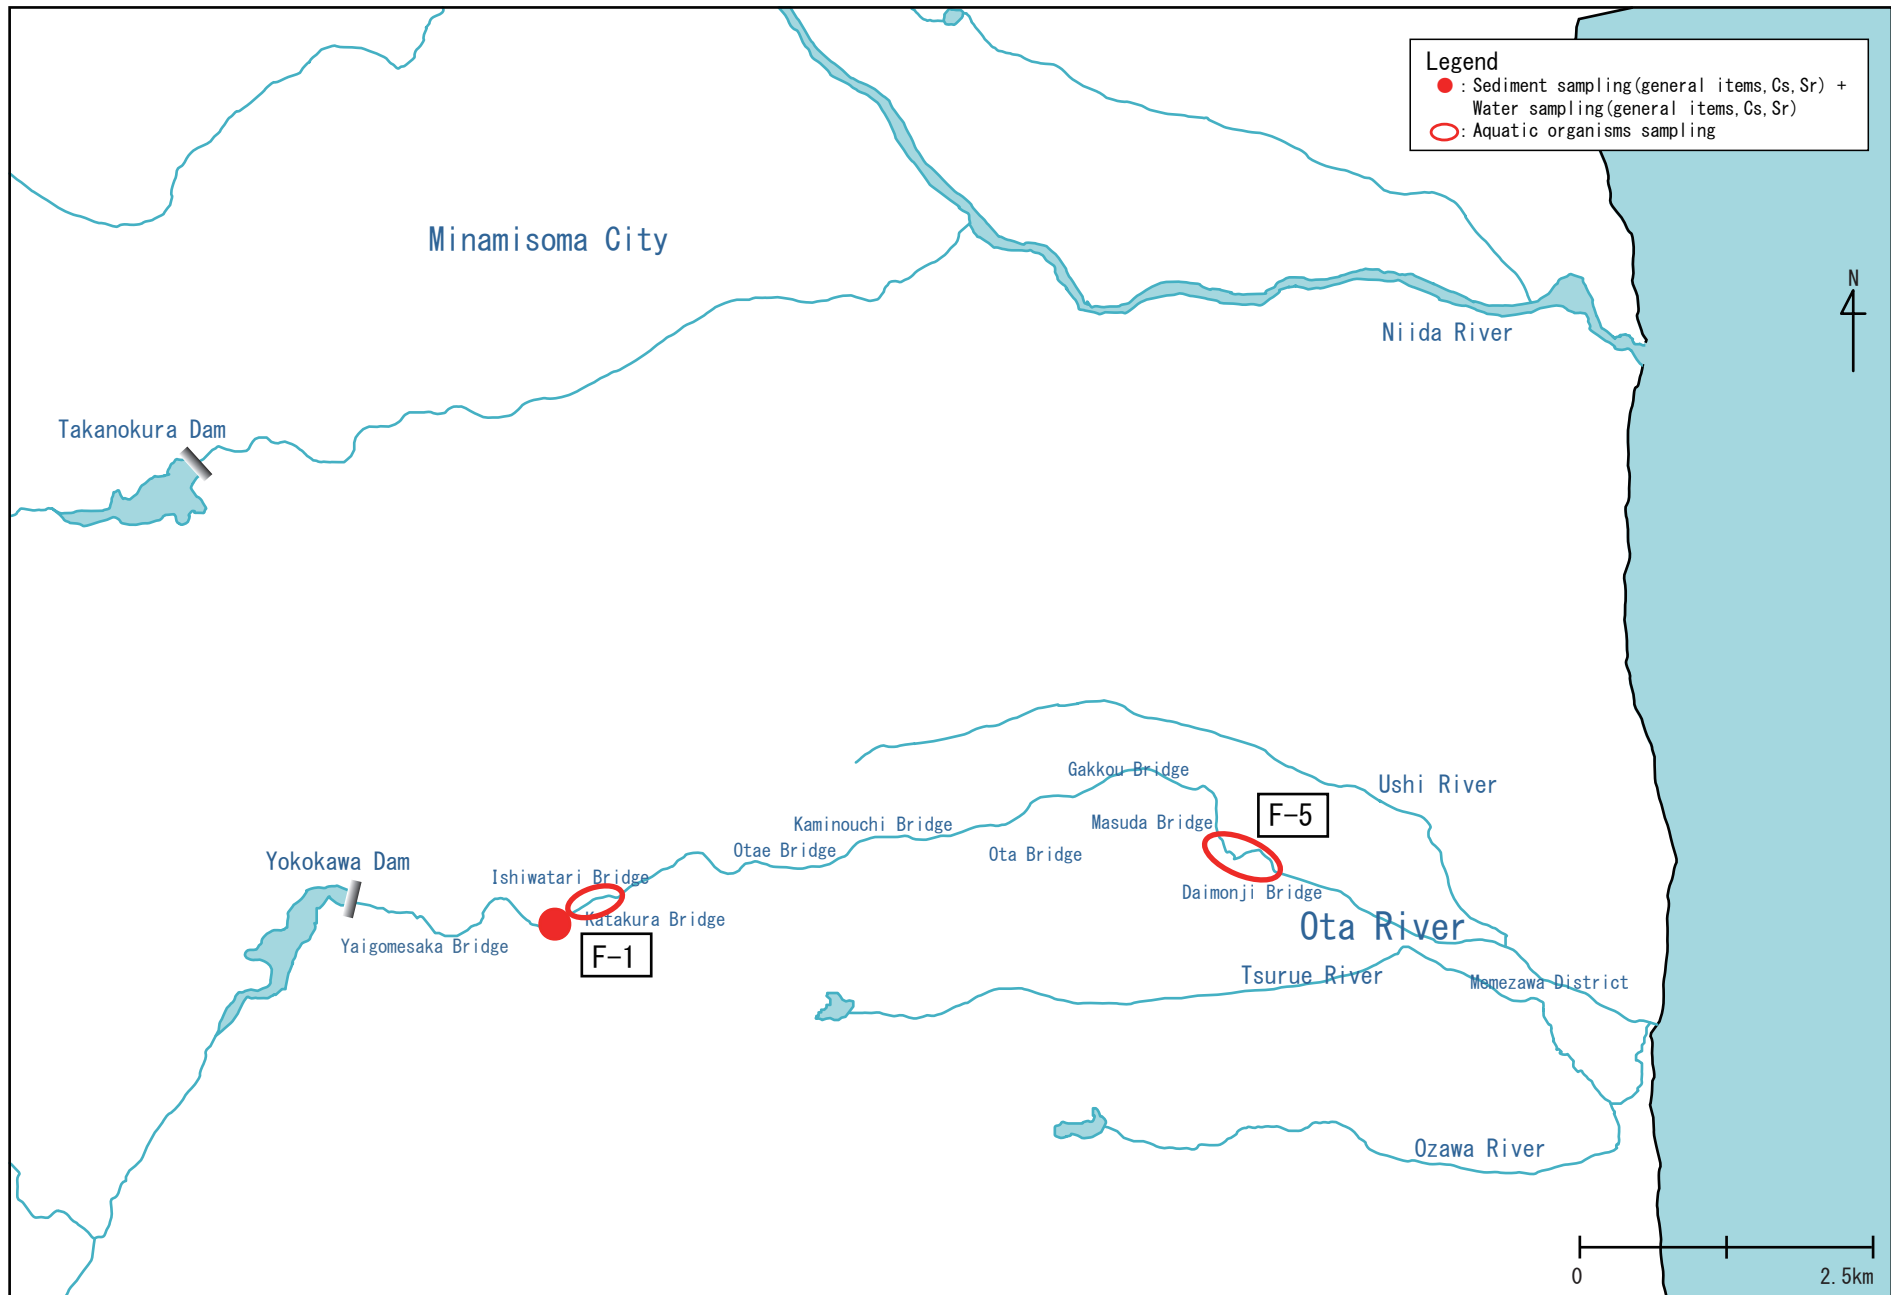 Legend
: Sediment sampling(general items,Cs,Sr) +
Water sampling(general items,Cs,Sr)
: Aquatic organisms sampling
Minamisoma City
N
Niida River
Takanokura Dam
Gakkou Bridge
Ushi River
F-5
Kaminouchi Bridge
Masuda Bridge
Otae Bridge
Ota Bridge
Yokokawa Dam
Ishiwatari Bridge
Daimonji Bridge
Katakura Bridge
Ota River
Yaigomesaka Bridge
F-1
Tsurue River
Momezawa District
Ozawa River
0
2.5km